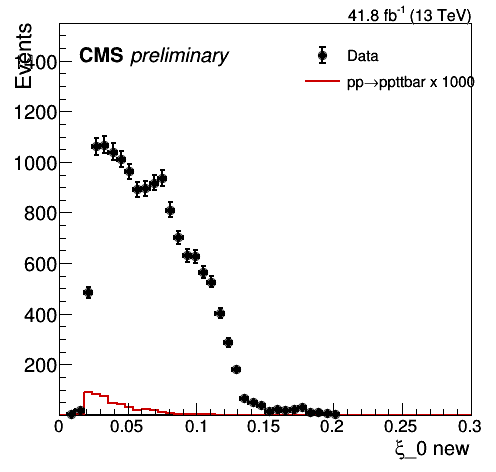 41.8 fb⁻¹ (13 TeV)
Events
CMS preliminary
Data
pp→ppttbar x 1000
1400
1200
1000
800
600
400
200
0 0.05 0.1 0.15 0.2 0.25 0.3
ξ_0 new